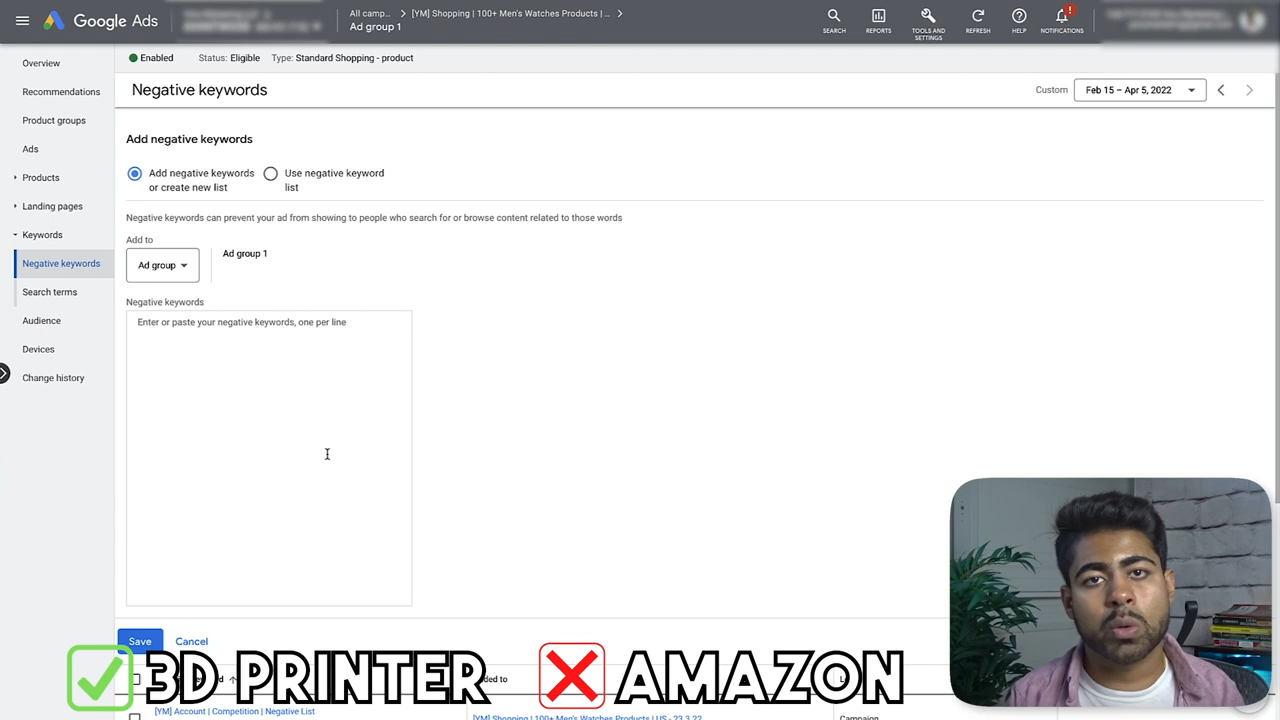 Google Ads
All camp...
[YM] Shopping | 100+ Men's Watches Products | ...
Ad group 1
SEARCH
REPORTS
TOOLS AND
SETTINGS
REFRESH
HELP
!
NOTIFICATIONS
Enabled
Status: Eligible
Type: Standard Shopping - product
Overview
Recommendations
Product groups
Ads
Products
Landing pages
Keywords
Negative keywords
Search terms
Audience
Devices
Change history
Negative keywords
Custom
Feb 15 – Apr 5, 2022
Add negative keywords
Add negative keywords
or create new list
Use negative keyword
list
Negative keywords can prevent your ad from showing to people who search for or browse content related to those words
Add to
Ad group
Ad group 1
Negative keywords
Enter or paste your negative keywords, one per line
Save
Cancel
3D PRINTER
AMAZON
[YM] Account | Competition | Negative List
[YM] Shopping | 100+ Men's Watches Products | US - 23.3.22
Campaign